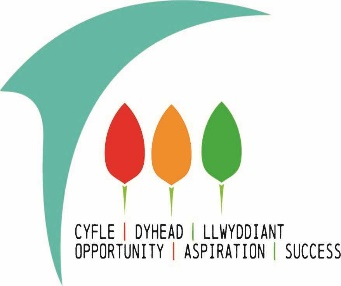 CYFLE | DYHEAD | LLWYDDIANT
OPPORTUNITY | ASPIRATION | SUCCESS